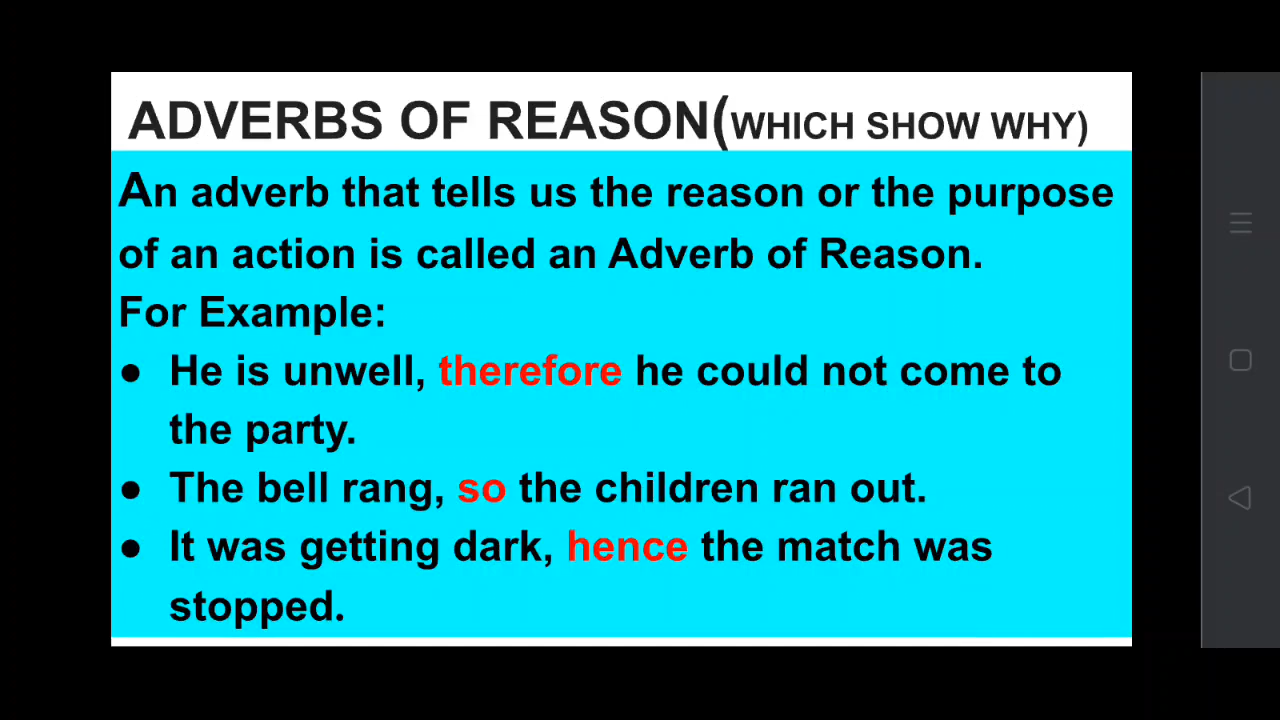 ADVERBS OF REASON(WHICH SHOW WHY)
An adverb that tells us the reason or the purpose
of an action is called an Adverb of Reason.
For Example:
● He is unwell, therefore he could not come to
the party.
● The bell rang, so the children ran out.
● It was getting dark, hence the match was
stopped.